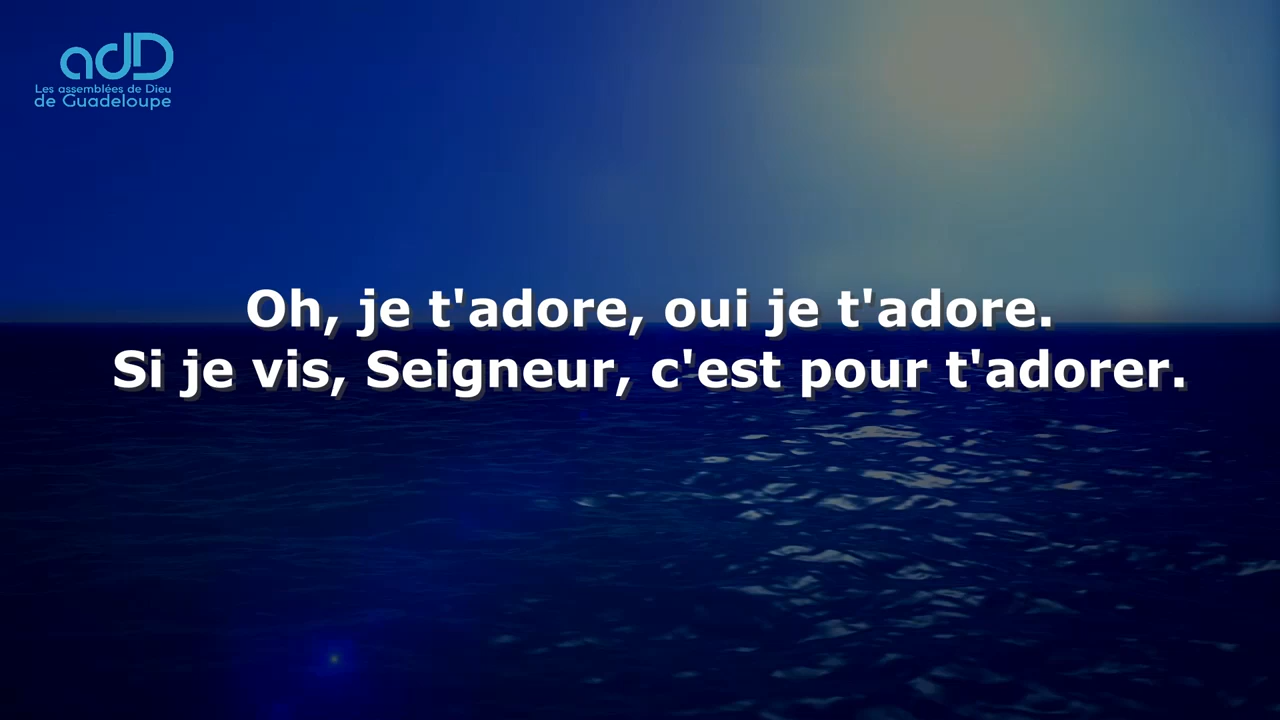 adD
Les assemblées de Dieu
de Guadeloupe
Oh, je t'adore, oui je t'adore.
Si je vis, Seigneur, c'est pour t'adorer.